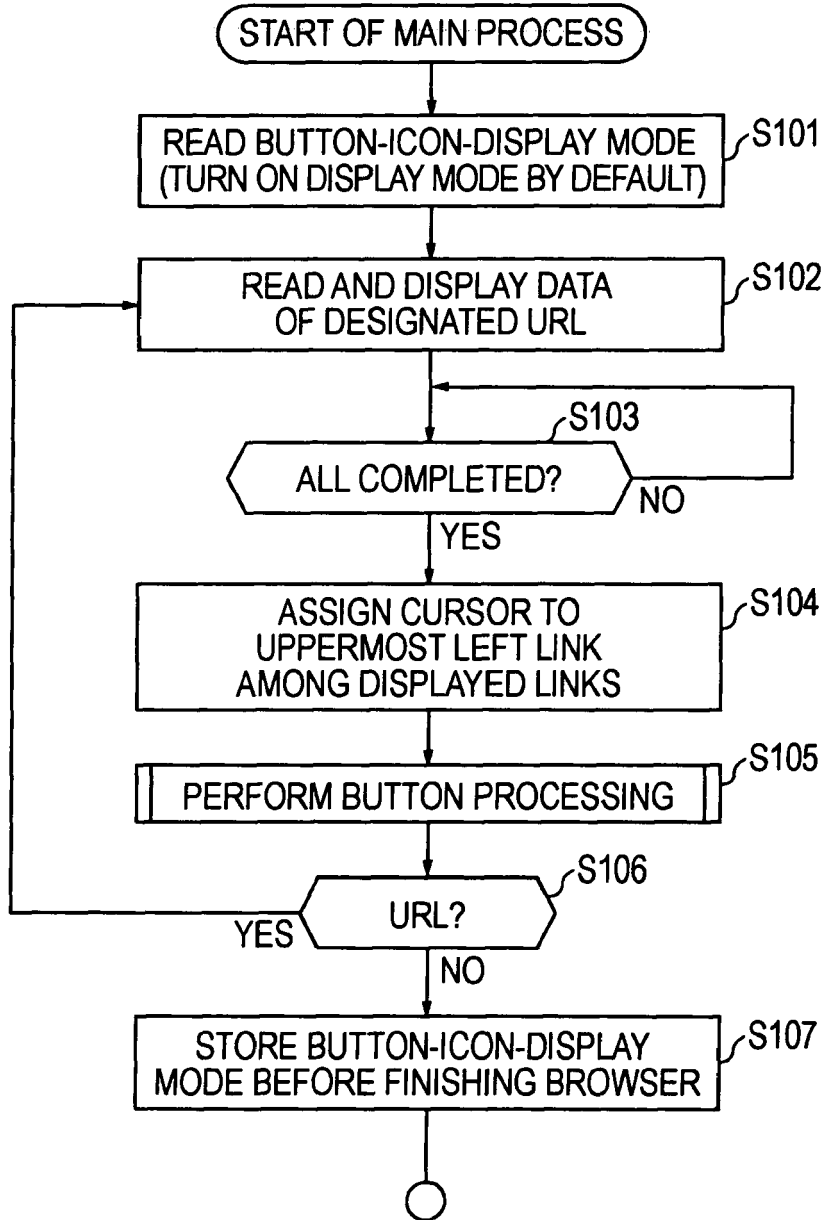 START OF MAIN PROCESS
READ BUTTON-ICON-DISPLAY MODE
(TURN ON DISPLAY MODE BY DEFAULT)
S101
READ AND DISPLAY DATA
OF DESIGNATED URL
S102
S103
ALL COMPLETED?
NO
YES
ASSIGN CURSOR TO
UPPERMOST LEFT LINK
AMONG DISPLAYED LINKS
S104
PERFORM BUTTON PROCESSING
S105
S106
URL?
YES
NO
STORE BUTTON-ICON-DISPLAY
MODE BEFORE FINISHING BROWSER
S107